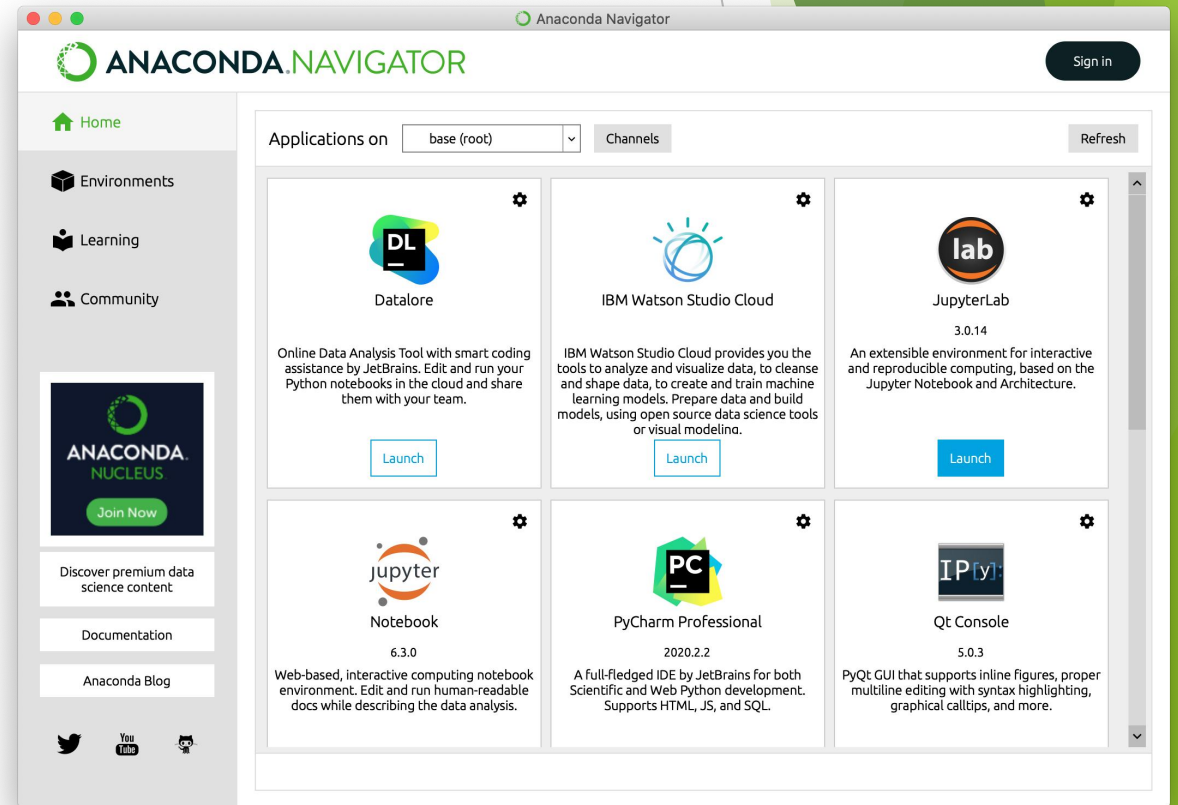 Anaconda Navigator
ANACONDA.NAVIGATOR
Sign in
Home
Environments
Learning
Community
ANACONDA.
NUCLEUS
Join Now
Discover premium data
science content
Documentation
Anaconda Blog
You
Tube
Applications on
base (root)
Channels
Refresh
DL
Datalore
Online Data Analysis Tool with smart coding
assistance by JetBrains. Edit and run your
Python notebooks in the cloud and share
them with your team.
Launch
IBM Watson Studio Cloud
IBM Watson Studio Cloud provides you the
tools to analyze and visualize data, to cleanse
and shape data, to create and train machine
learning models. Prepare data and build
models, using open source data science tools
or visual modeling.
Launch
lab
JupyterLab
3.0.14
An extensible environment for interactive
and reproducible computing, based on the
Jupyter Notebook and Architecture.
Launch
jupyter
Notebook
6.3.0
Web-based, interactive computing notebook
environment. Edit and run human-readable
docs while describing the data analysis.
PC
PyCharm Professional
2020.2.2
A full-fledged IDE by JetBrains for both
Scientific and Web Python development.
Supports HTML, JS, and SQL.
IP[y]:
Qt Console
5.0.3
PyQt GUI that supports inline figures, proper
multiline editing with syntax highlighting,
graphical calltips, and more.